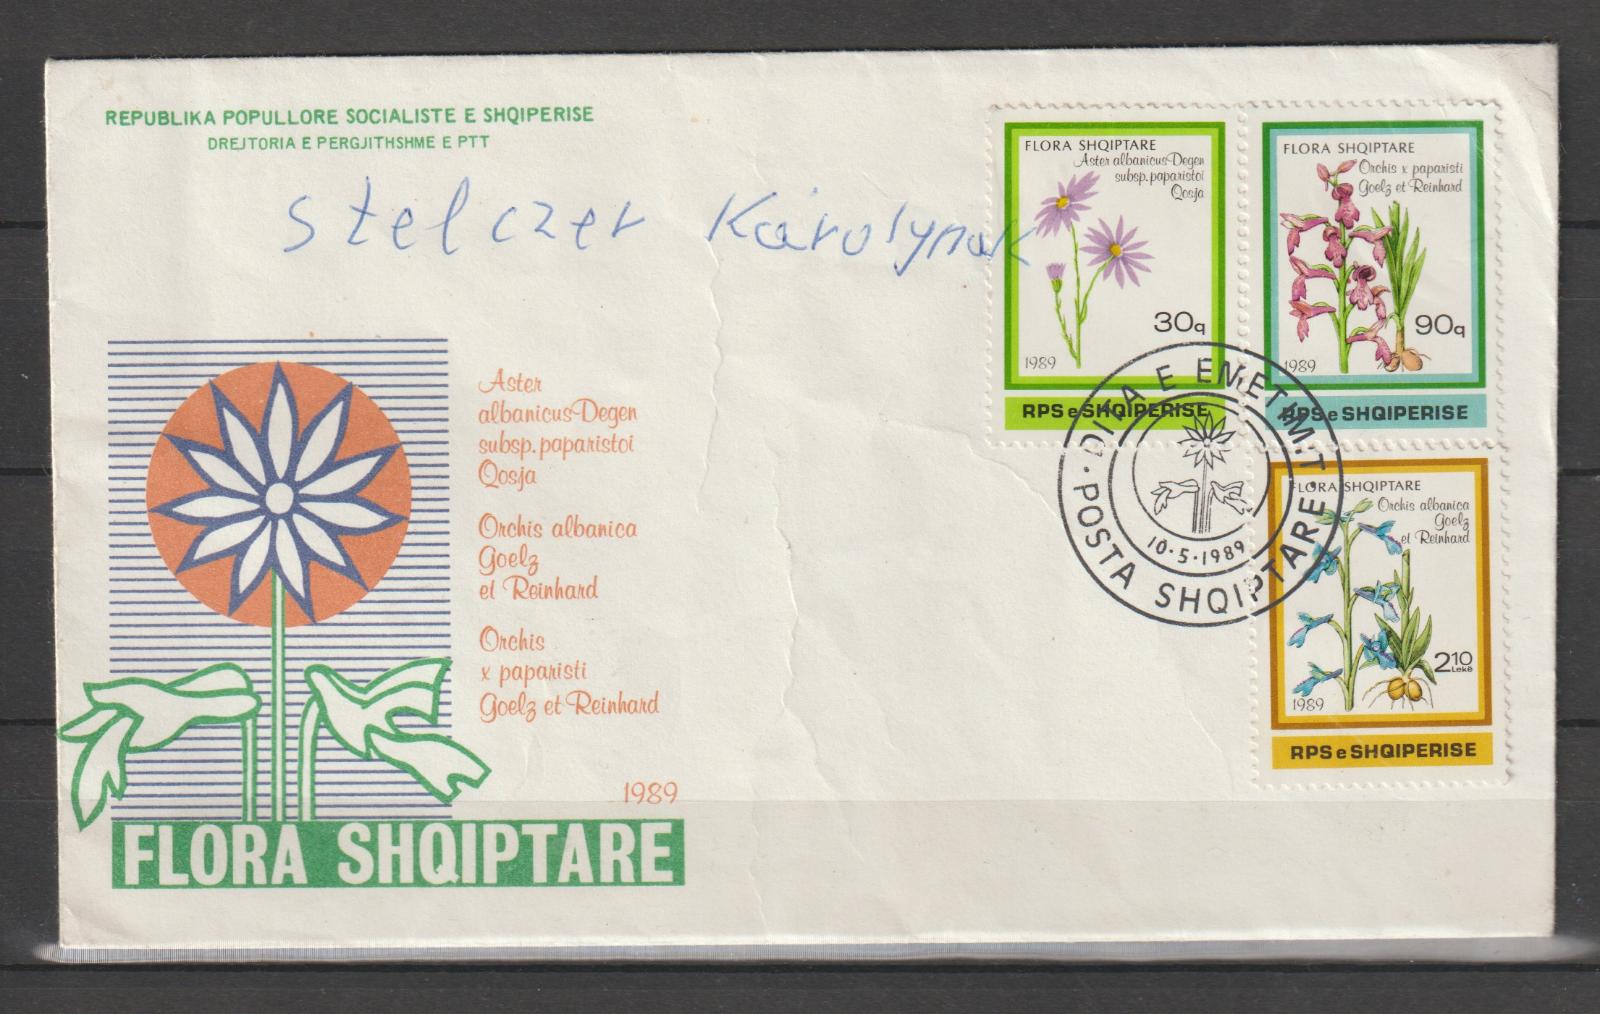 REPUBLIKA POPULLORE SOCIALISTE E SHQIPERISE
DREJTORIA E PERGJITHSHME E PTT
Stelczer Károlynak
FLORA SHQIPTARE
Aster albanicus Degen
subsp. paparistoi
Qosja
30q
1989
RPS e SHQIPERISE
FLORA SHQIPTARE
Orchis x paparisti
Goelz et Reinhard
90q
1989
RPS e SHQIPERISE
FLORA SHQIPTARE
Orchis albanica
Goelz
et Reinhard
2 10
Lekë
1989
RPS e SHQIPERISE
DITA E EMETIMIT
10·5·1989
POSTA SHQIPTARE
Aster
albanicus Degen
subsp. paparistoi
Qosja
Orchis albanica
Goelz
et Reinhard
Orchis
x paparisti
Goelz et Reinhard
1989
FLORA SHQIPTARE